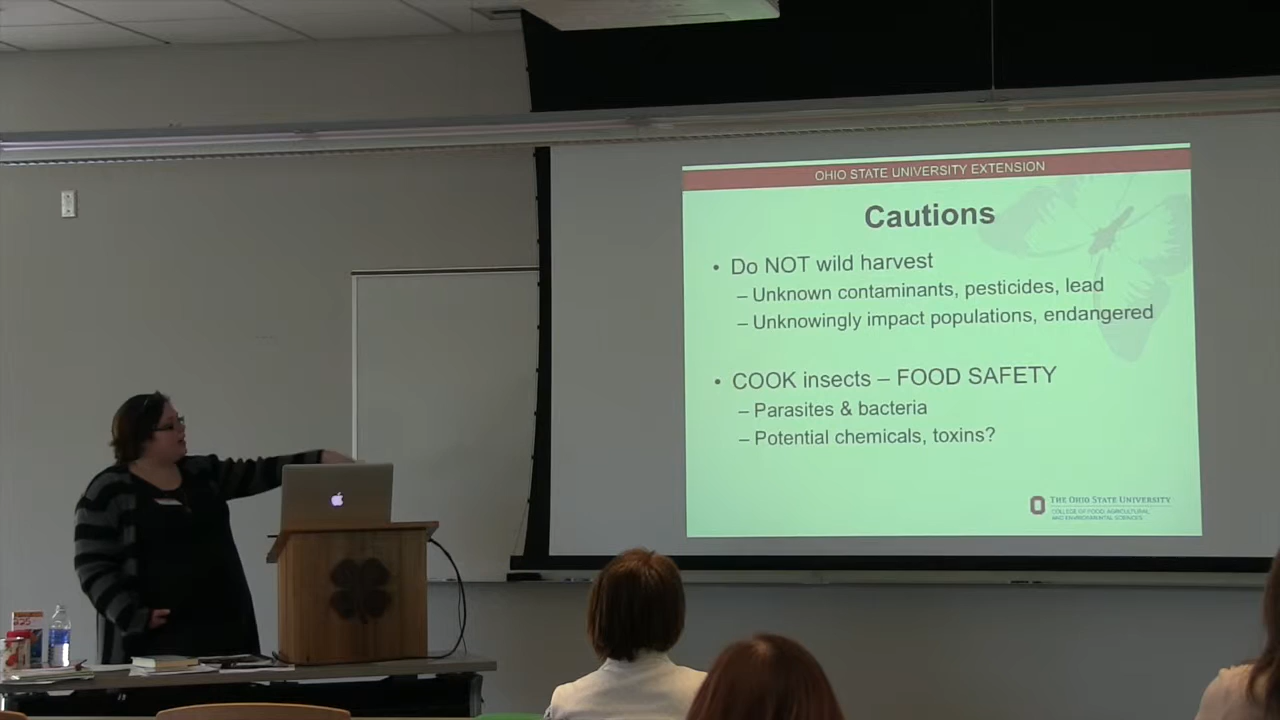 OHIO STATE UNIVERSITY EXTENSION
Cautions
• Do NOT wild harvest
– Unknown contaminants, pesticides, lead
– Unknowingly impact populations, endangered
• COOK insects – FOOD SAFETY
– Parasites & bacteria
– Potential chemicals, toxins?
THE OHIO STATE UNIVERSITY
COLLEGE OF FOOD, AGRICULTURAL,
AND ENVIRONMENTAL SCIENCES